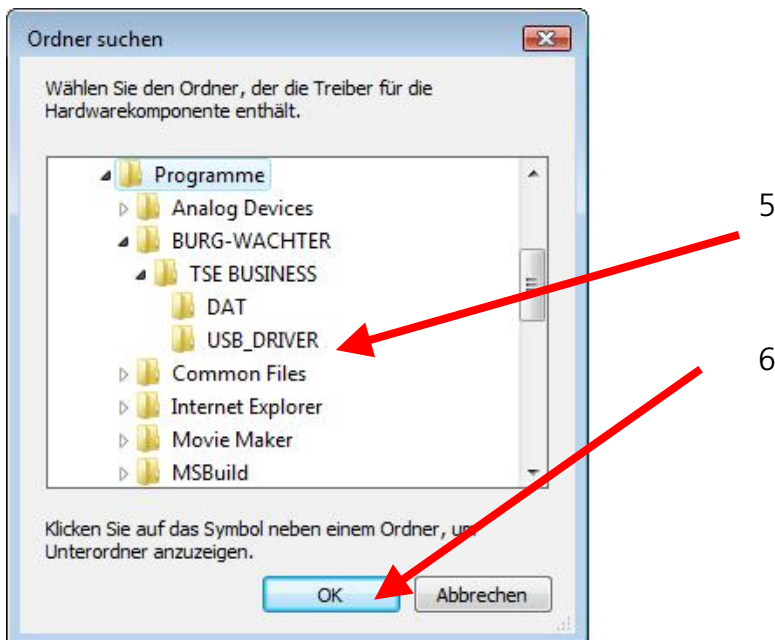 Ordner suchen
Wählen Sie den Ordner, der die Treiber für die
Hardwarekomponente enthält.
Programme
Analog Devices
BURG-WACHTER
TSE BUSINESS
DAT
USB_DRIVER
Common Files
Internet Explorer
Movie Maker
MSBuild
5
6
Klicken Sie auf das Symbol neben einem Ordner, um
Unterordner anzuzeigen.
OK
Abbrechen